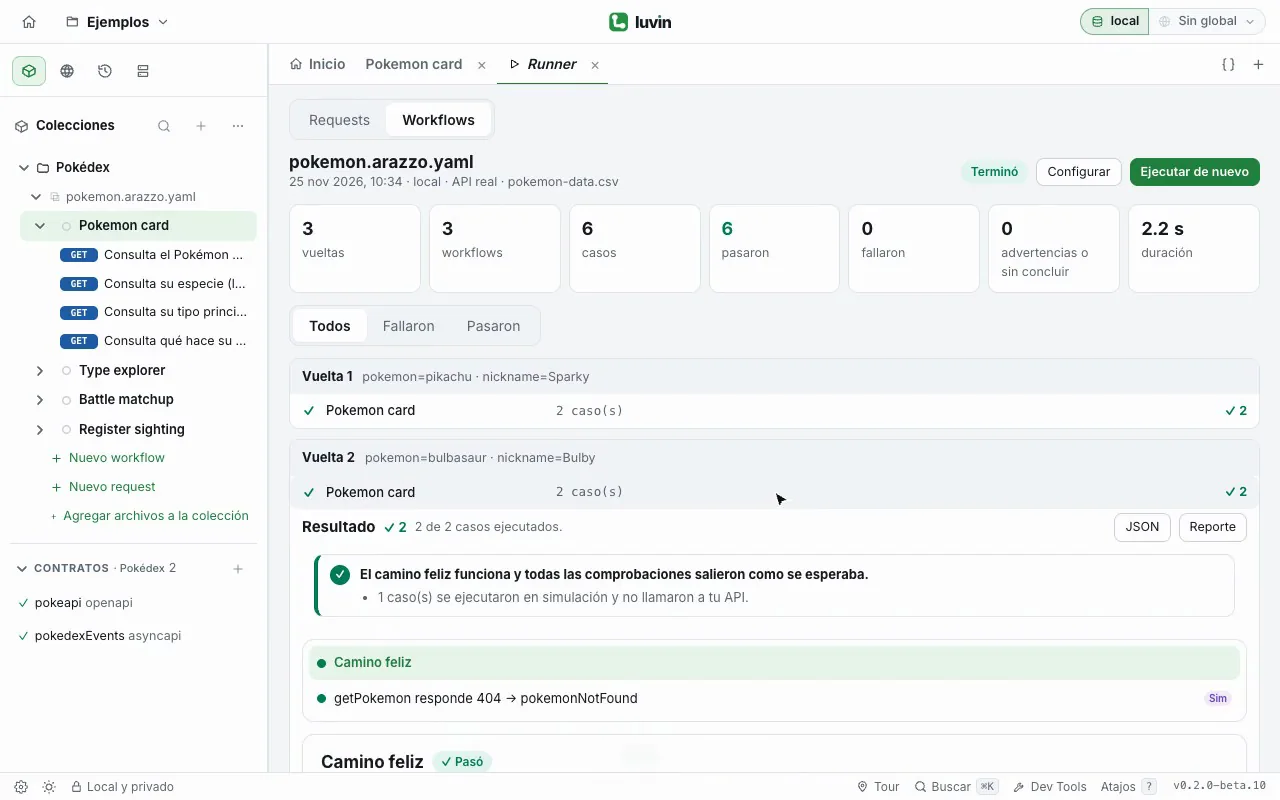 Ejemplos
luvin
local
Sin global
Inicio
Pokemon card
Runner
Colecciones
Pokédex
pokemon.arazzo.yaml
Pokemon card
GET Consulta el Pokémon ...
GET Consulta su especie (l...
GET Consulta su tipo princi...
GET Consulta qué hace su ...
Type explorer
Battle matchup
Register sighting
+ Nuevo workflow
+ Nuevo request
+ Agregar archivos a la colección
CONTRATOS · Pokédex 2
pokeapi openapi
pokedexEvents asyncapi
Requests
Workflows
pokemon.arazzo.yaml
25 nov 2026, 10:34 · local · API real · pokemon-data.csv
Terminó
Configurar
Ejecutar de nuevo
3
vueltas
3
workflows
6
casos
6
pasaron
0
fallaron
0
advertencias o
sin concluir
2.2 s
duración
Todos
Fallaron
Pasaron
Vuelta 1 pokemon=pikachu · nickname=Sparky
Pokemon card 2 caso(s) ✓ 2
Vuelta 2 pokemon=bulbasaur · nickname=Bulby
Pokemon card 2 caso(s) ✓ 2
Resultado ✓ 2 2 de 2 casos ejecutados.
JSON
Reporte
El camino feliz funciona y todas las comprobaciones salieron como se esperaba.
• 1 caso(s) se ejecutaron en simulación y no llamaron a tu API.
Camino feliz
getPokemon responde 404 → pokemonNotFound
Sim
Camino feliz ✓ Pasó
Local y privado
Tour
Buscar ⌘K
Dev Tools
Atajos ?
v0.2.0-beta.10